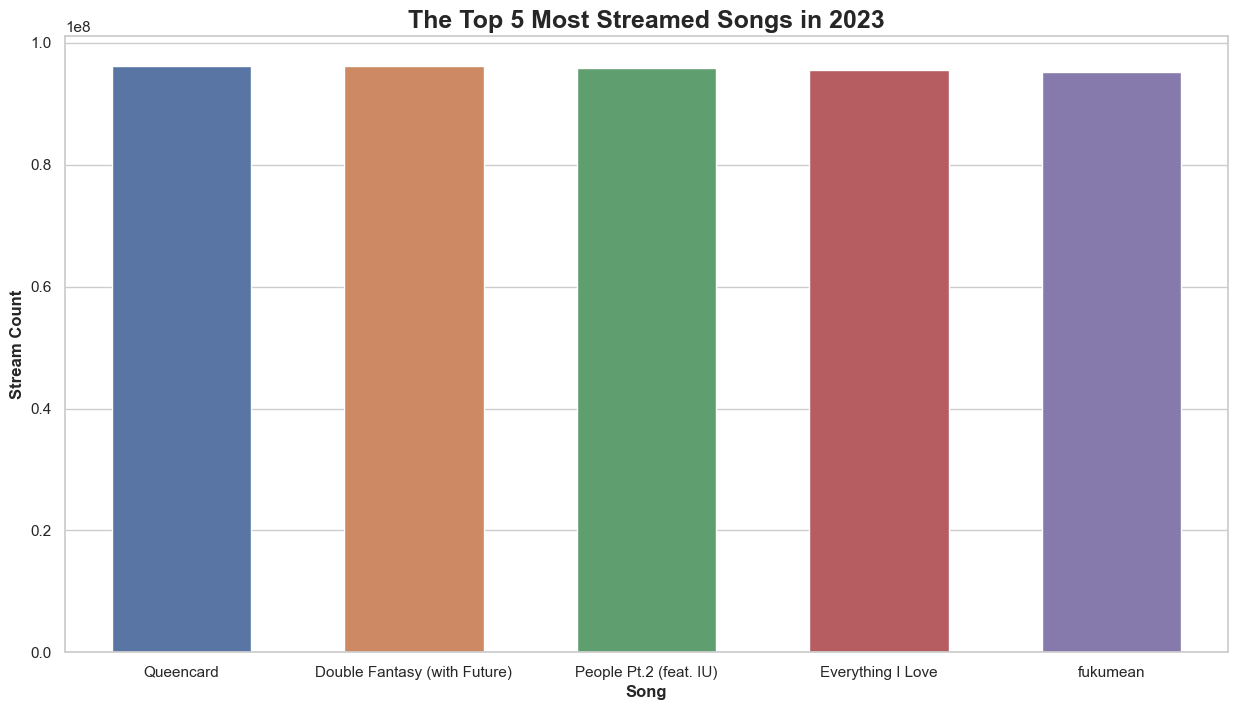 The Top 5 Most Streamed Songs in 2023
1e8
1.0
0.8
0.6
0.4
0.2
0.0
Stream Count
Queencard
Double Fantasy (with Future)
People Pt.2 (feat. IU)
Everything I Love
fukumean
Song